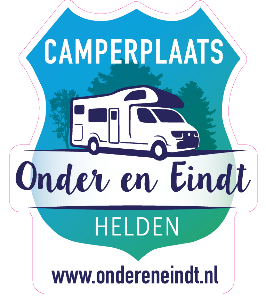 CAMPERPLAATS
Onder en Eindt
HELDEN
www.ondereneindt.nl